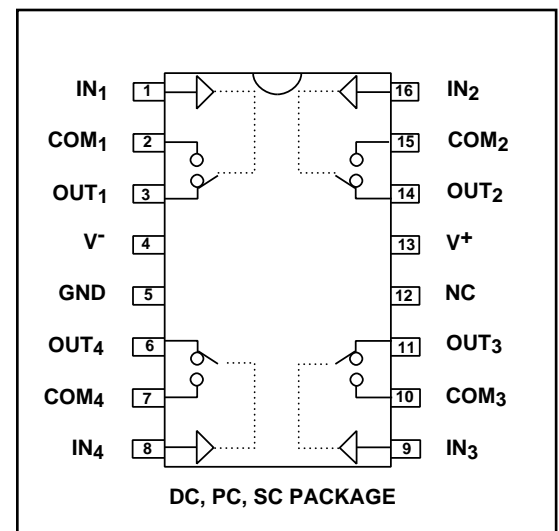 IN1 1 16 IN2
COM1 2 15 COM2
OUT1 3 14 OUT2
V- 4 13 V+
GND 5 12 NC
OUT4 6 11 OUT3
COM4 7 10 COM3
IN4 8 9 IN3
DC, PC, SC PACKAGE